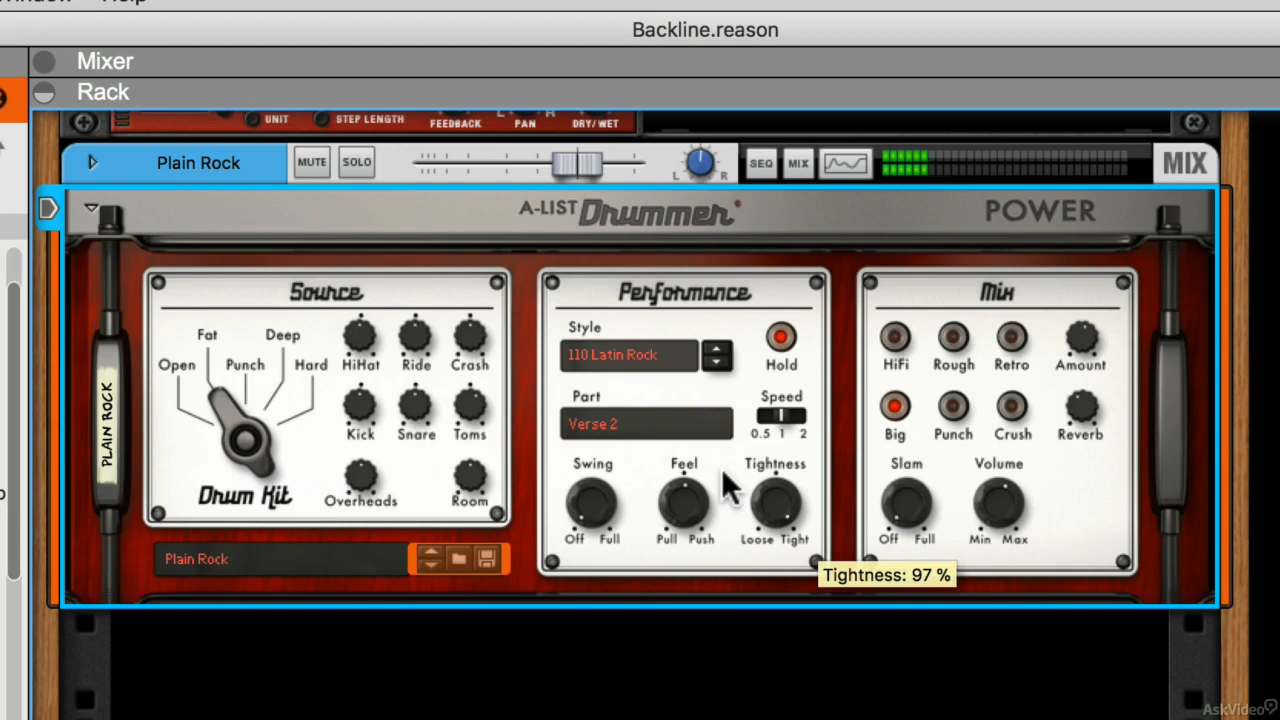 Window Help
Backline.reason
Mixer
Rack
UNIT STEP LENGTH FEEDBACK L R PAN DRY/WET
Plain Rock MUTE SOLO L R SEQ MIX MIX
A-LIST Drummer POWER
Source Performance Mix
Fat Deep
Open Punch Hard
HiHat Ride Crash
Kick Snare Toms
Overheads Room
Drum Kit
PLAIN ROCK
Plain Rock
Style
110 Latin Rock
Hold
Part
Verse 2
Speed
0.5 1 2
Swing Feel Tightness
Off Full Pull Push Loose Tight
HiFi Rough Retro Amount
Big Punch Crush Reverb
Slam Volume
Off Full Min Max
Tightness: 97 %
AskVideo